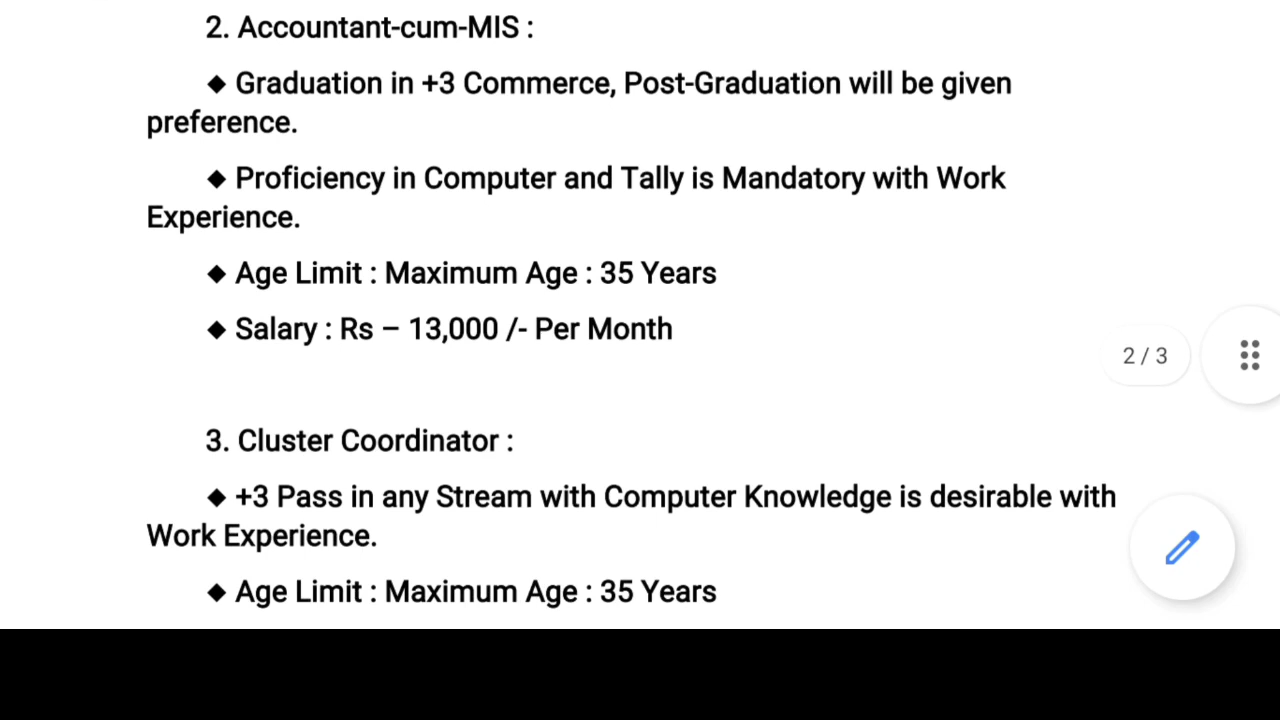 2. Accountant-cum-MIS :
◆ Graduation in +3 Commerce, Post-Graduation will be given
preference.
◆ Proficiency in Computer and Tally is Mandatory with Work
Experience.
◆ Age Limit : Maximum Age : 35 Years
◆ Salary : Rs – 13,000 /- Per Month
2 / 3
3. Cluster Coordinator :
◆ +3 Pass in any Stream with Computer Knowledge is desirable with
Work Experience.
◆ Age Limit : Maximum Age : 35 Years